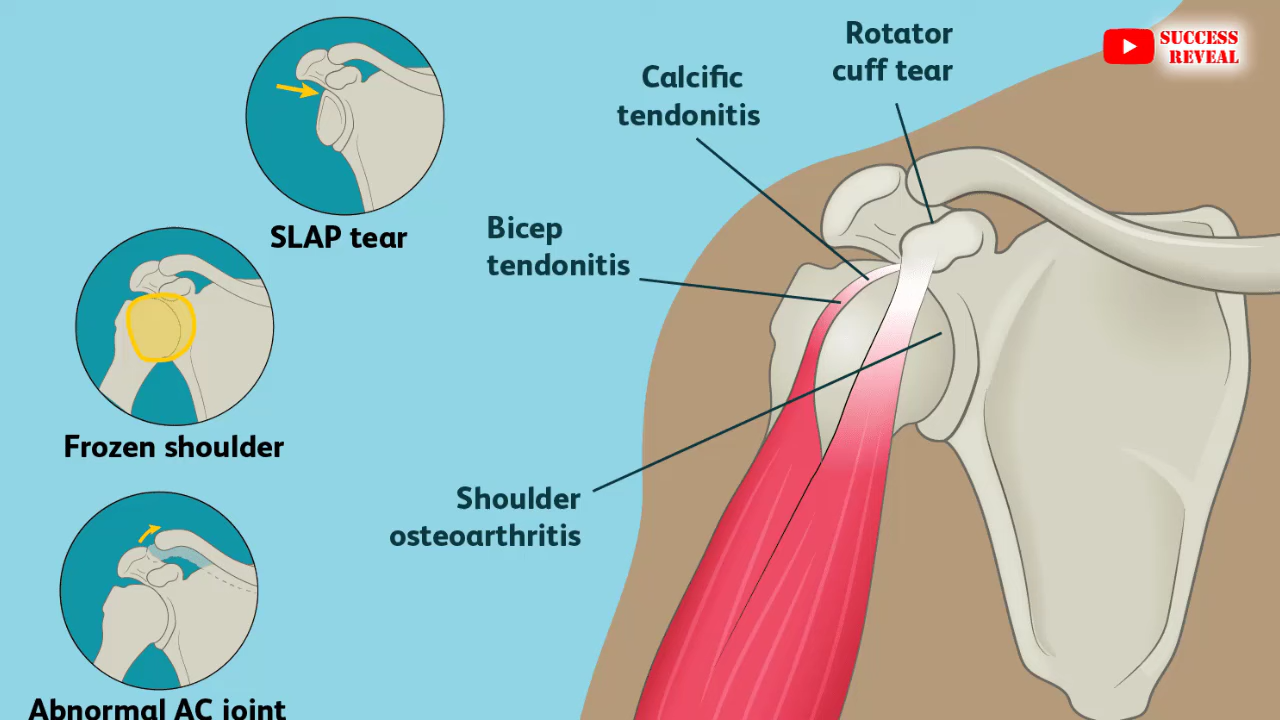 SUCCESS
REVEAL
Rotator
cuff tear
Calcific
tendonitis
Bicep
tendonitis
SLAP tear
Frozen shoulder
Shoulder
osteoarthritis
Abnormal AC joint